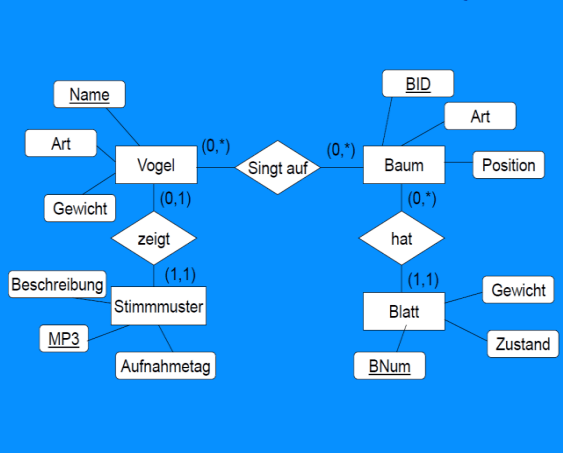 Name
BID
Art
Art
(0,*)
(0,*)
Vogel
Singt auf
Baum
Position
Gewicht
(0,1)
(0,*)
zeigt
hat
(1,1)
(1,1)
Beschreibung
Stimmmuster
Blatt
Gewicht
MP3
Zustand
Aufnahmetag
BNum